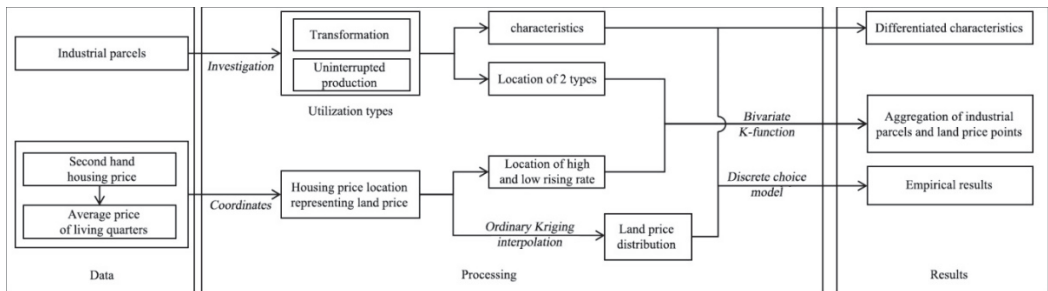 Industrial parcels
Second hand
housing price
Average price
of living quarters
Data
Investigation
Coordinates
Transformation
Uninterrupted
production
Utilization types
Housing price location
representing land price
characteristics
Location of 2 types
Location of high
and low rising rate
Ordinary Kriging
interpolation
Land price
distribution
Bivariate
K-function
Discrete choice
model
Processing
Differentiated characteristics
Aggregation of industrial
parcels and land price points
Empirical results
Results